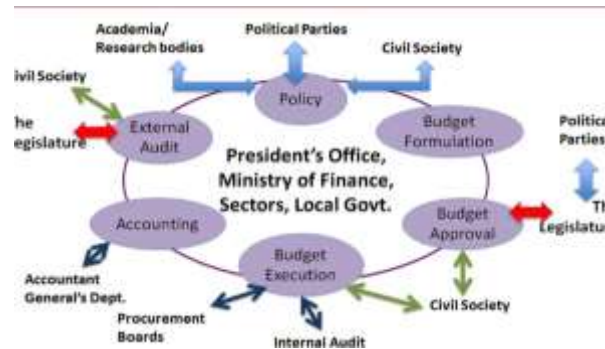 Academia/
Research bodies
Political Parties
Civil Society
ivil Society
Policy
he
egislature
External
Audit
Budget
Formulation
Political
Parties
President's Office,
Ministry of Finance,
Sectors, Local Govt.
Accounting
Budget
Approval
Th
Legislatur
Budget
Execution
Accountant
General's Dept.
Procurement
Boards
Internal Audit
Civil Society